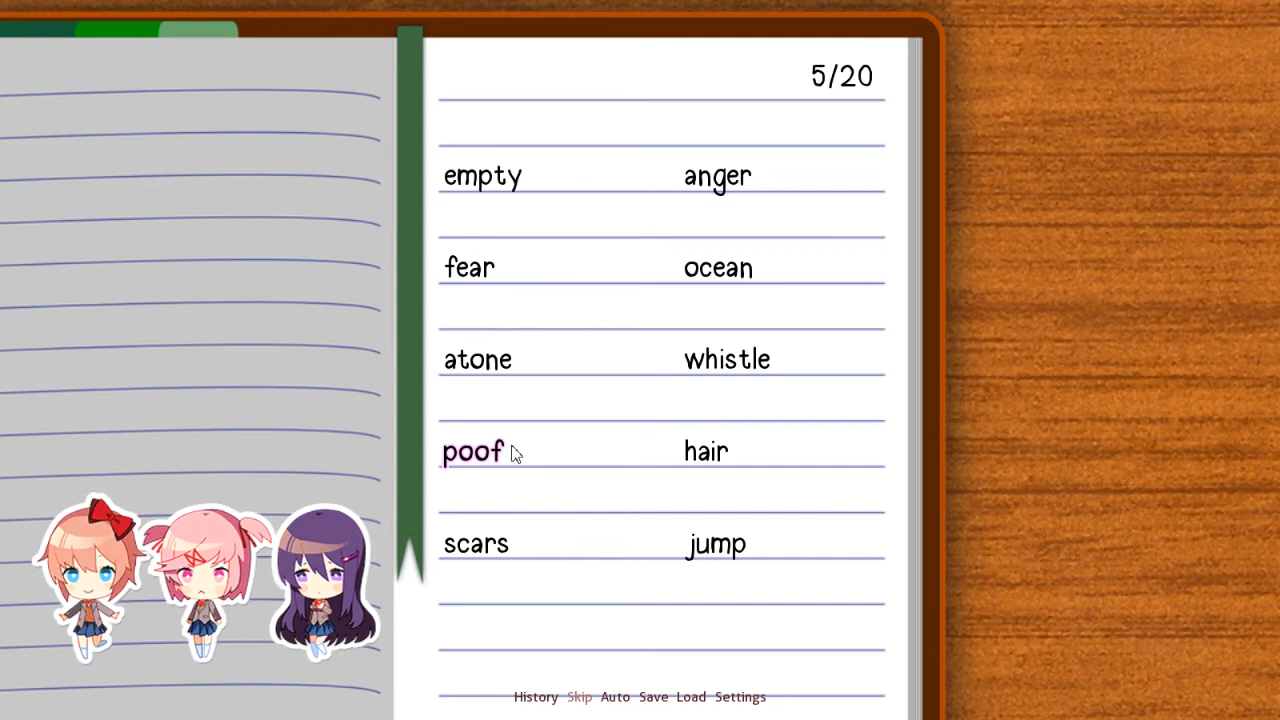 5/20
empty anger
fear ocean
atone whistle
poof hair
scars jump
History Skip Auto Save Load Settings